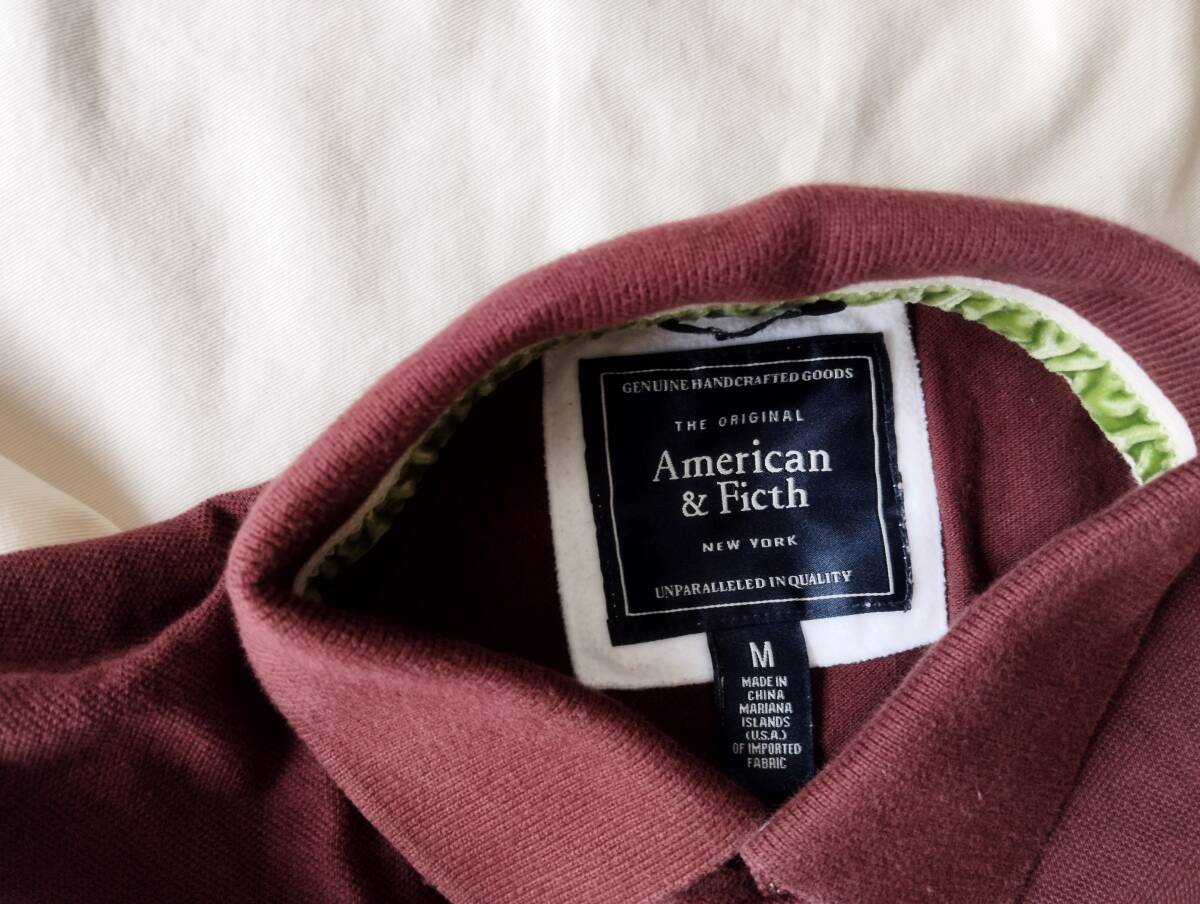 GENUINE HANDCRAFTED GOODS
THE ORIGINAL
American
& Ficth
NEW YORK
UNPARALLELED IN QUALITY
M
MADE IN
CHINA
MARIANA
ISLANDS
(U.S.A.)
OF IMPORTED
FABRIC